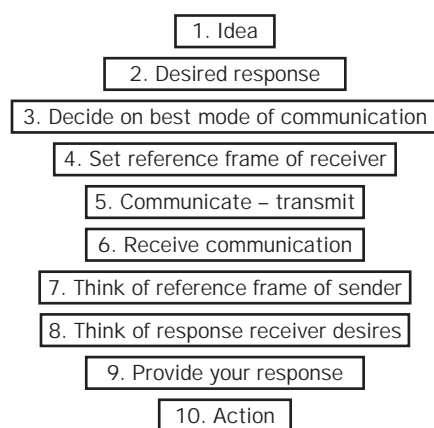 1. Idea
2. Desired response
3. Decide on best mode of communication
4. Set reference frame of receiver
5. Communicate – transmit
6. Receive communication
7. Think of reference frame of sender
8. Think of response receiver desires
9. Provide your response
10. Action